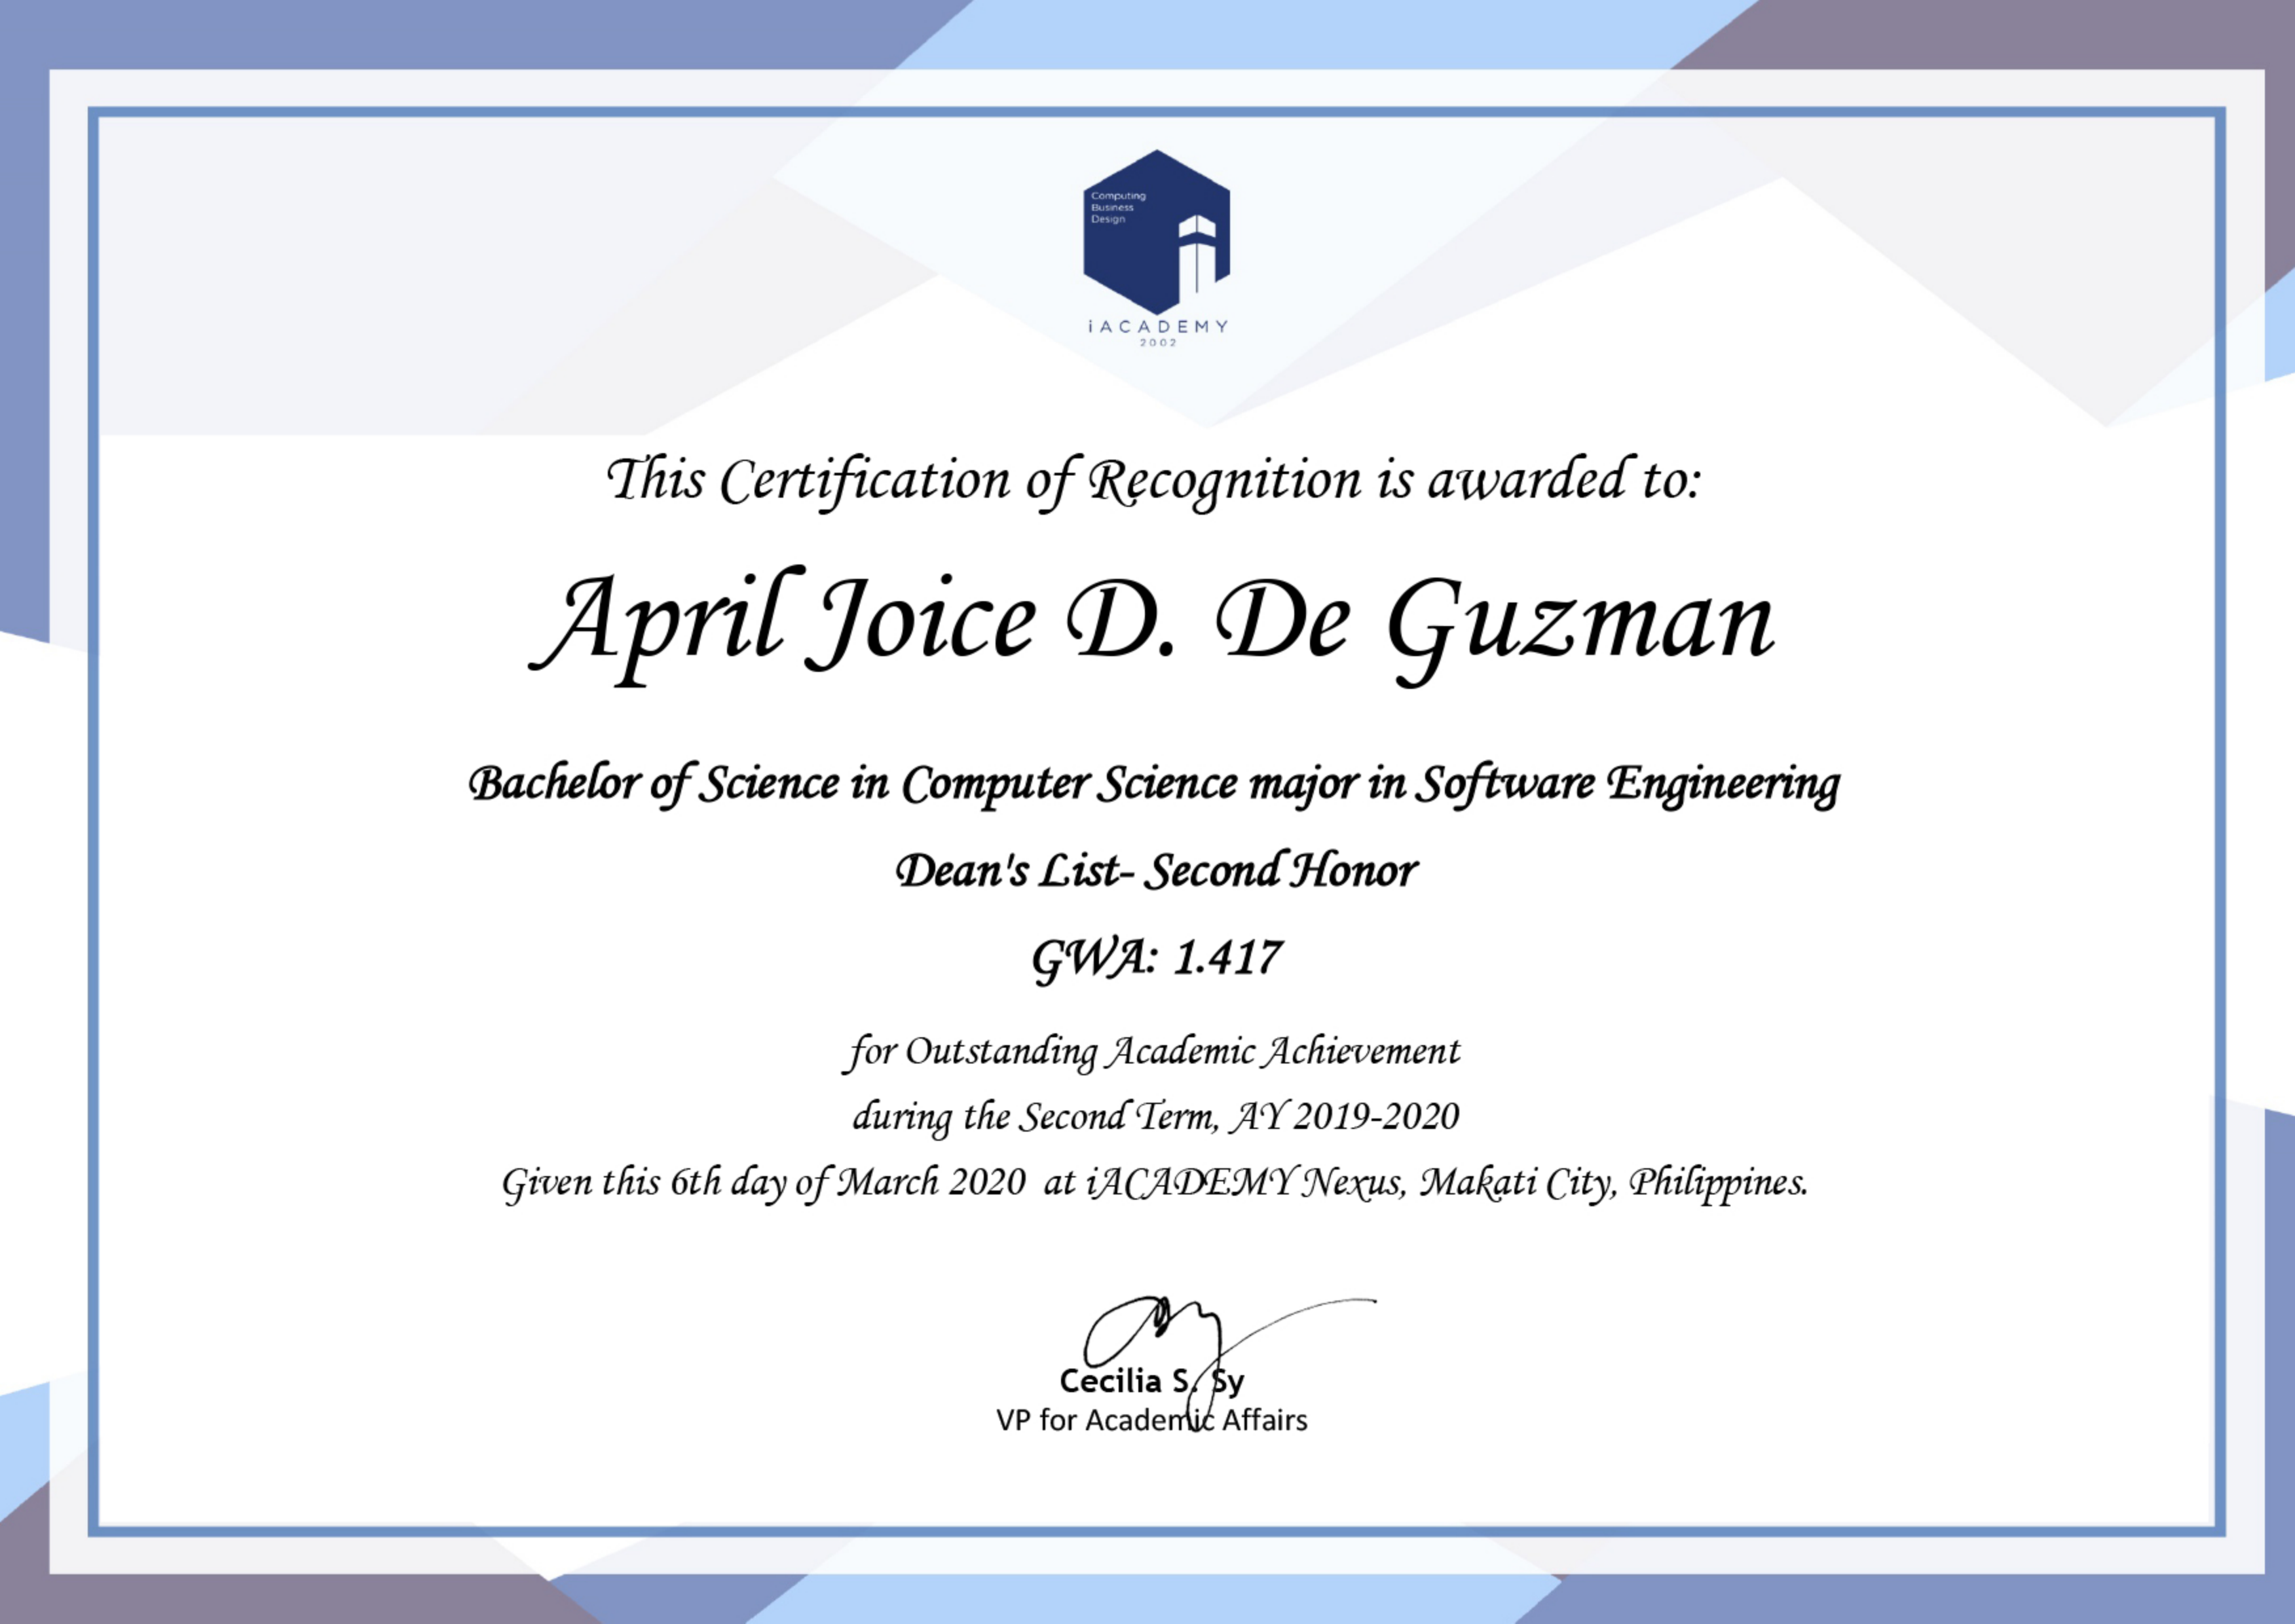 Computing
Business
Design
iACADEMY
2002
This Certification of Recognition is awarded to:
April Joice D. De Guzman
Bachelor of Science in Computer Science major in Software Engineering
Dean's List- Second Honor
GWA: 1.417
for Outstanding Academic Achievement
during the Second Term, AY 2019-2020
Given this 6th day of March 2020 at iACADEMY Nexus, Makati City, Philippines.
Cecilia S. Sy
VP for Academic Affairs